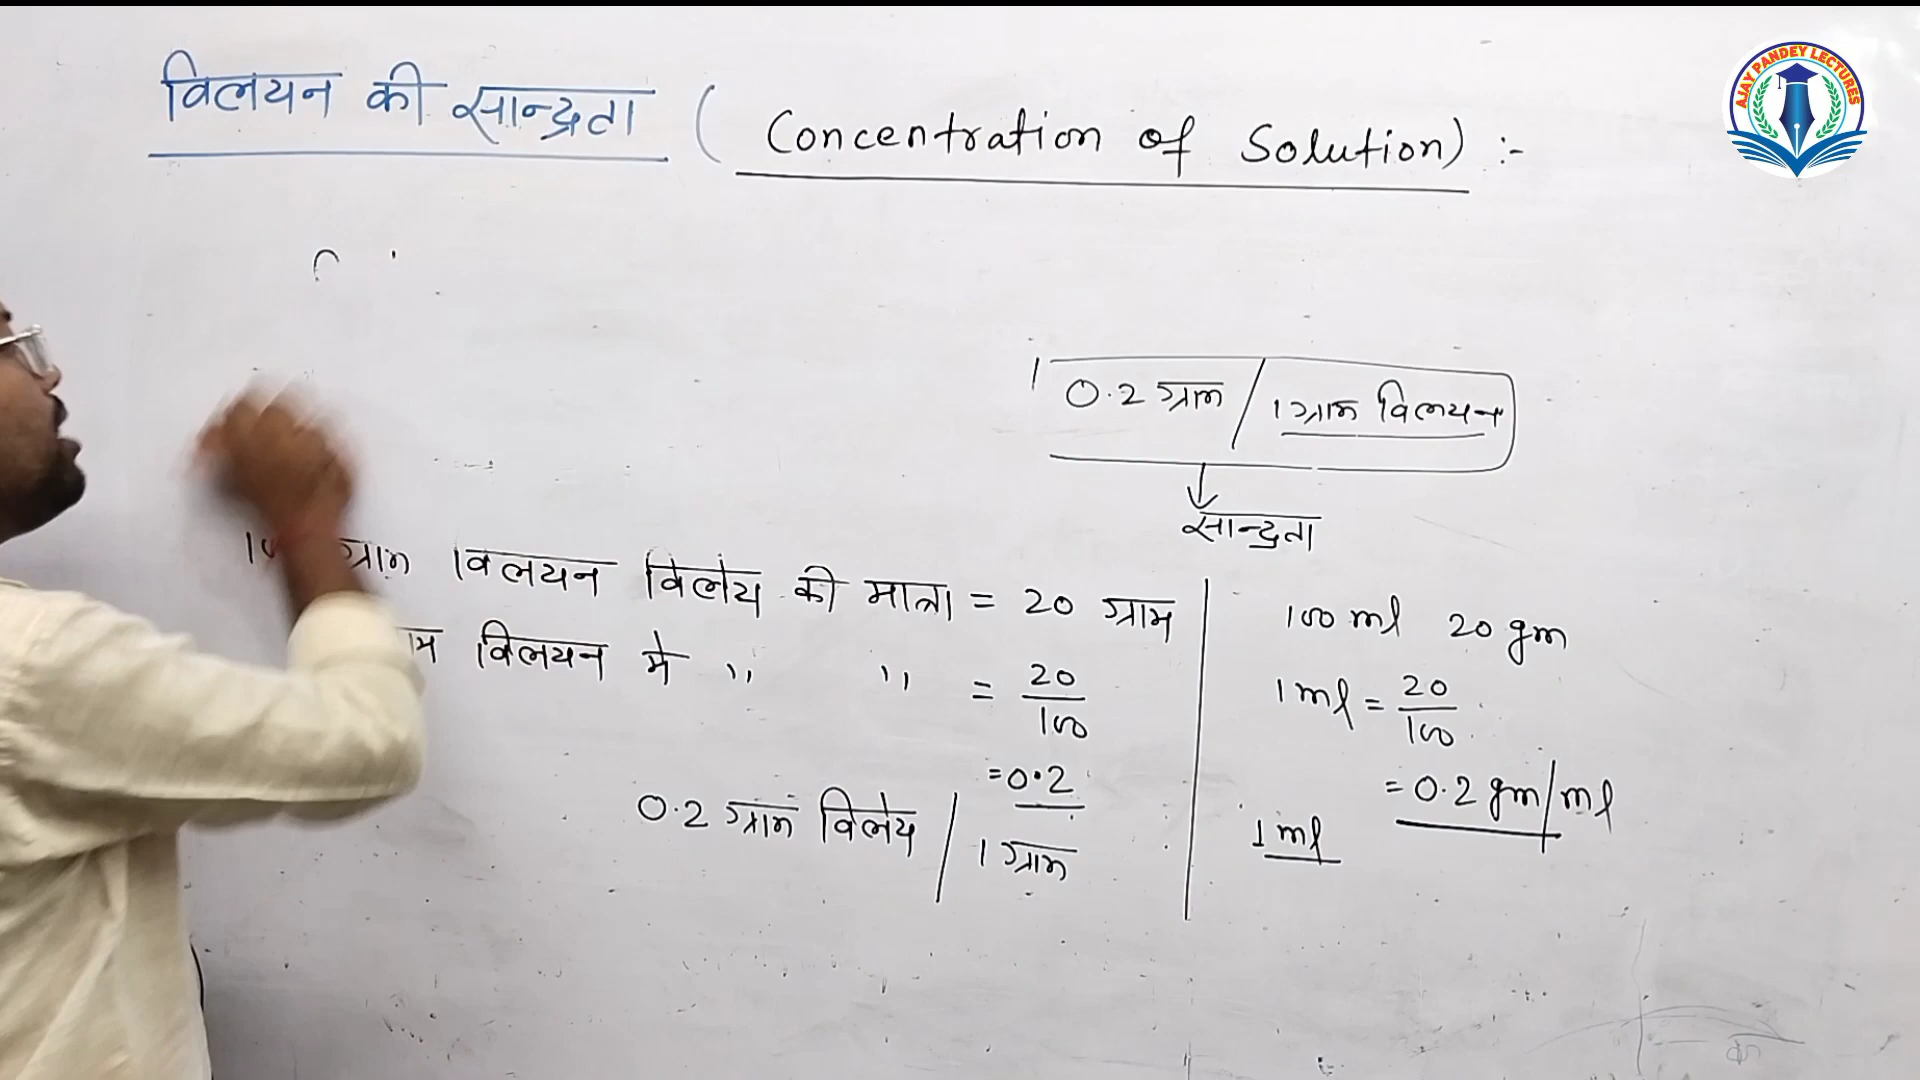 विलयन की सान्द्रता ( Concentration of Solution) :-
AJAY PANDEY LECTURES
0.2 ग्राम / 1 ग्राम विलयन
सान्द्रता
ग्राम विलयन विलेय की मात्रा = 20 ग्राम
विलयन मे " " = 20/100
=0.2
0.2 ग्राम विलेय / 1 ग्राम
100 ml 20 gm
1 ml = 20/100
= 0.2 gm/ml
1 ml